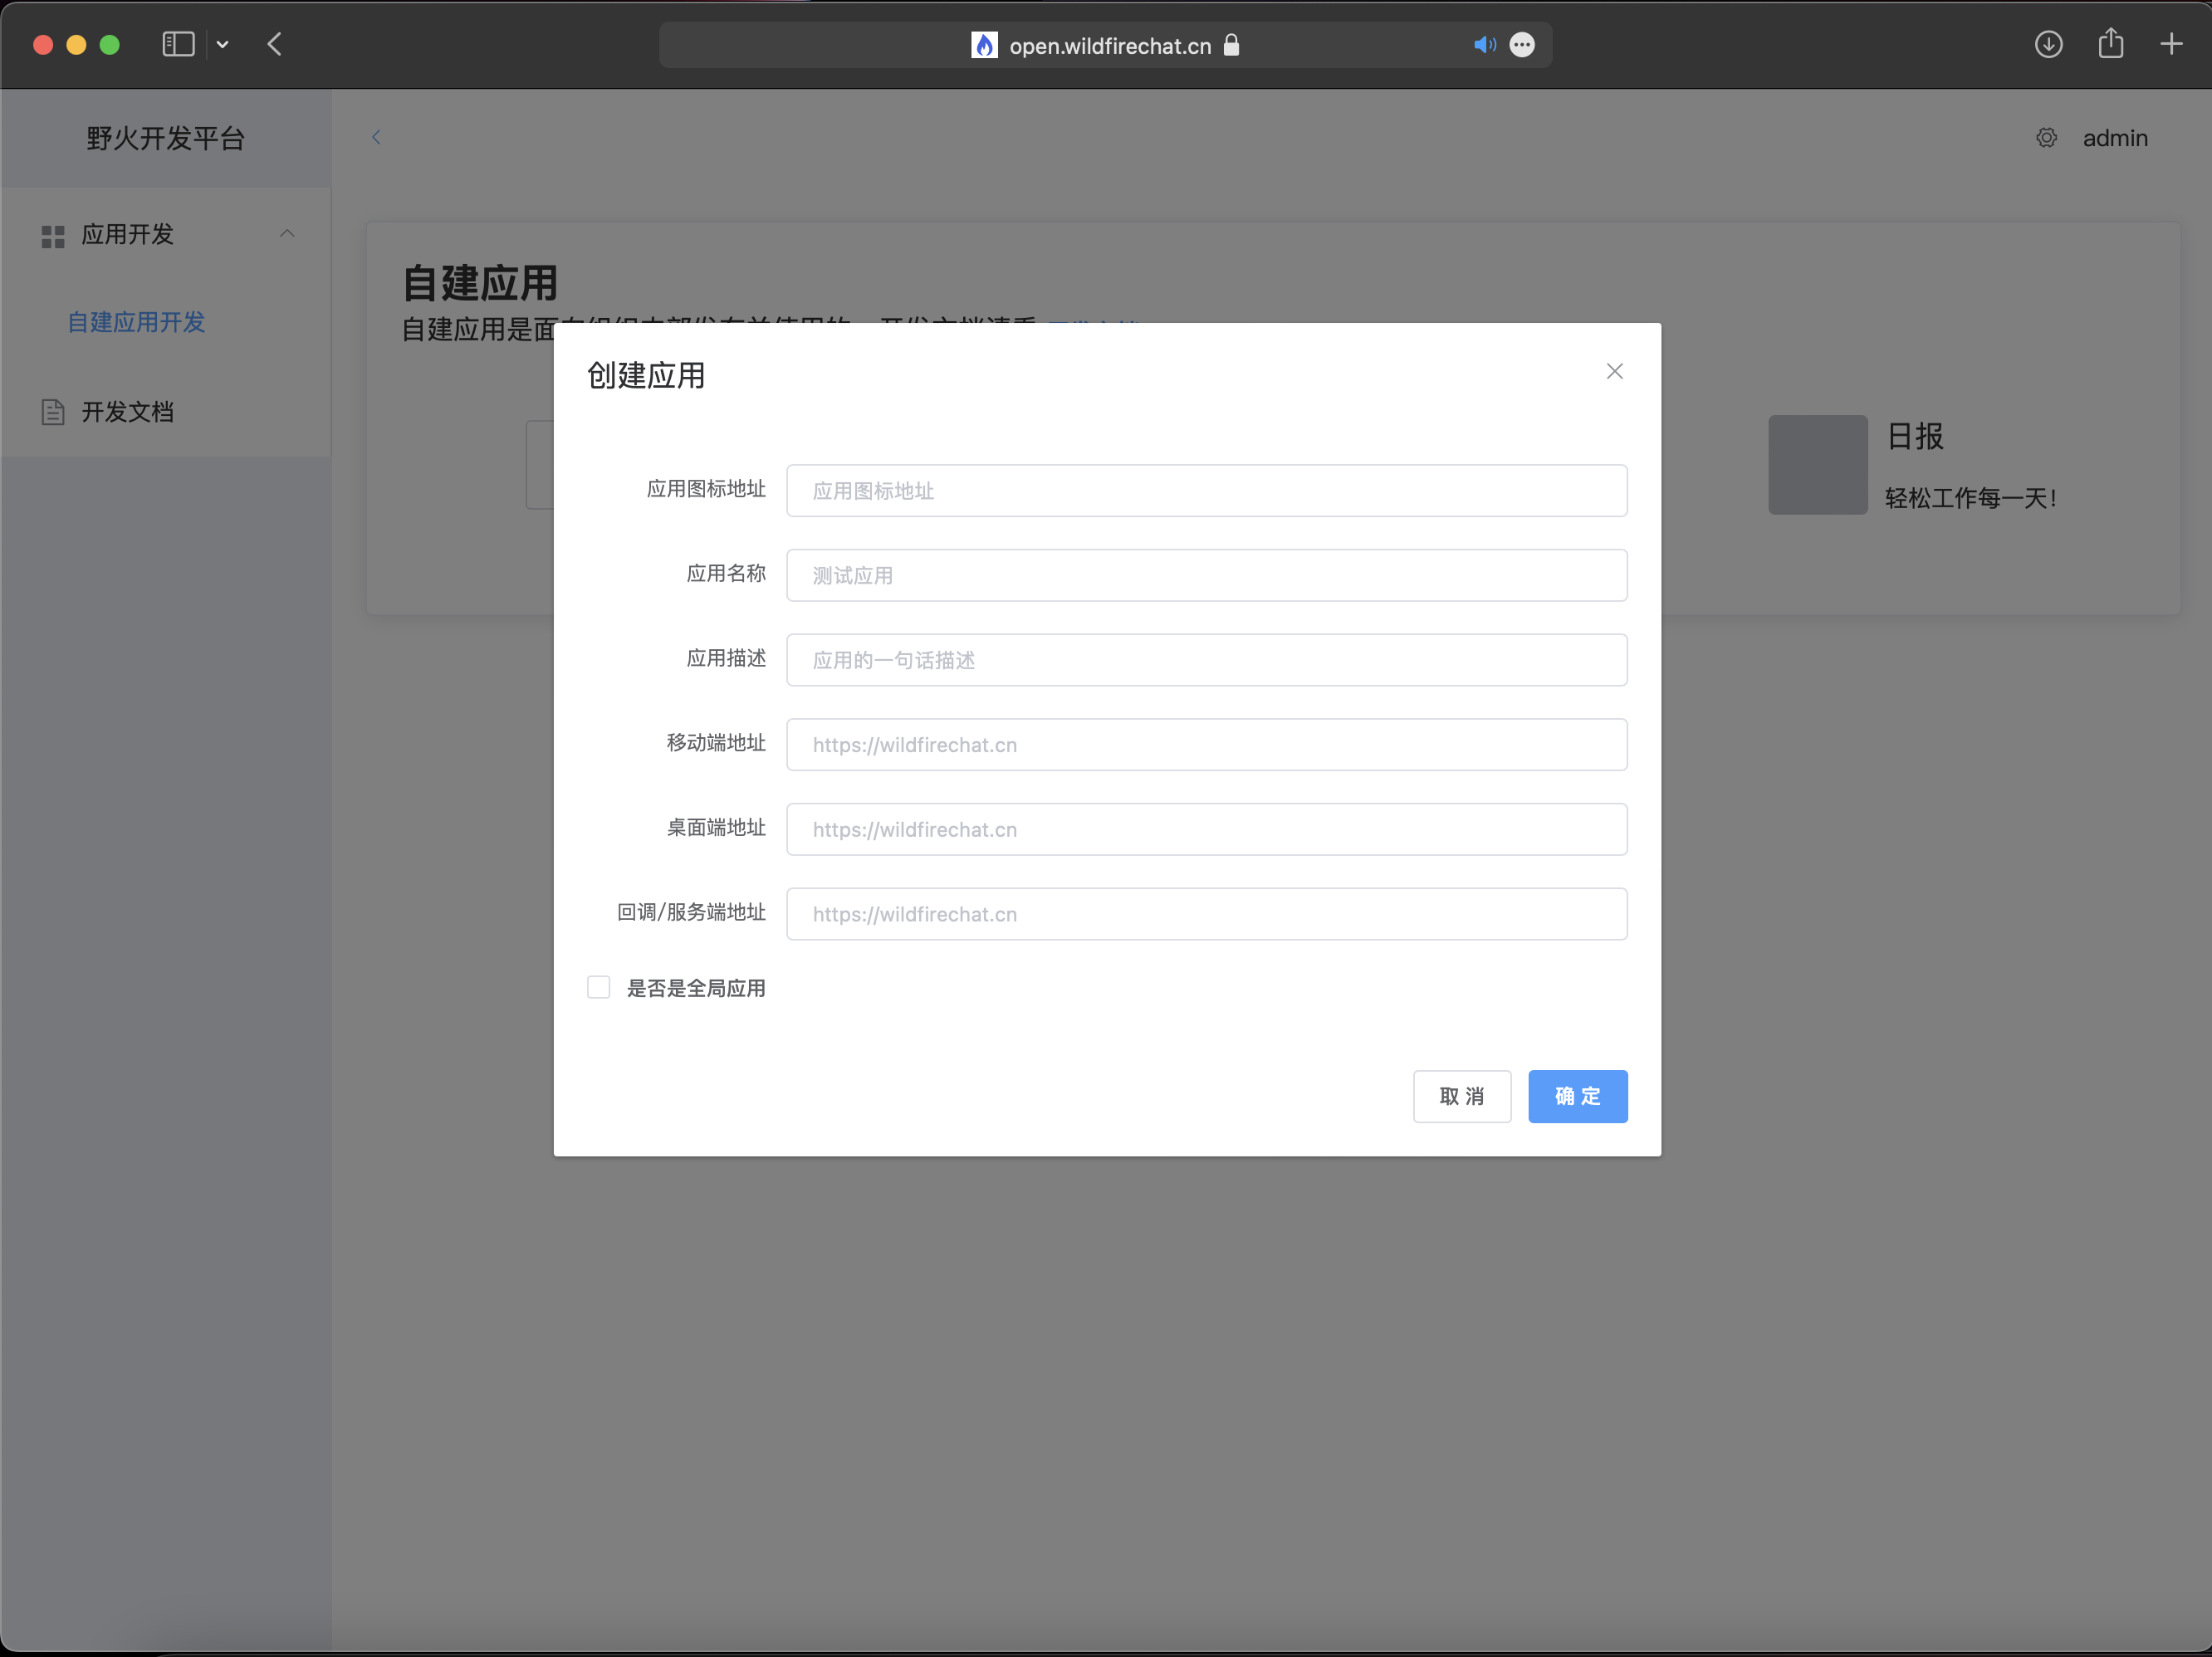 open.wildfirechat.cn
野火开发平台
admin
应用开发
自建应用开发
开发文档
自建应用
自建应用是面
日报
轻松工作每一天！
创建应用
应用图标地址 应用图标地址
应用名称 测试应用
应用描述 应用的一句话描述
移动端地址 https://wildfirechat.cn
桌面端地址 https://wildfirechat.cn
回调/服务端地址 https://wildfirechat.cn
是否是全局应用
取 消 确 定